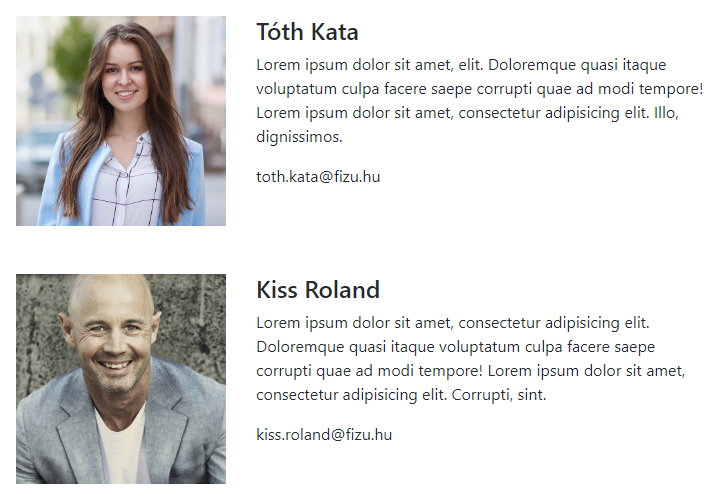 Tóth Kata
Lorem ipsum dolor sit amet, elit. Doloremque quasi itaque
voluptatum culpa facere saepe corrupti quae ad modi tempore!
Lorem ipsum dolor sit amet, consectetur adipisicing elit. Illo,
dignissimos.
toth.kata@fizu.hu
Kiss Roland
Lorem ipsum dolor sit amet, consectetur adipisicing elit.
Doloremque quasi itaque voluptatum culpa facere saepe
corrupti quae ad modi tempore! Lorem ipsum dolor sit amet,
consectetur adipisicing elit. Corrupti, sint.
kiss.roland@fizu.hu